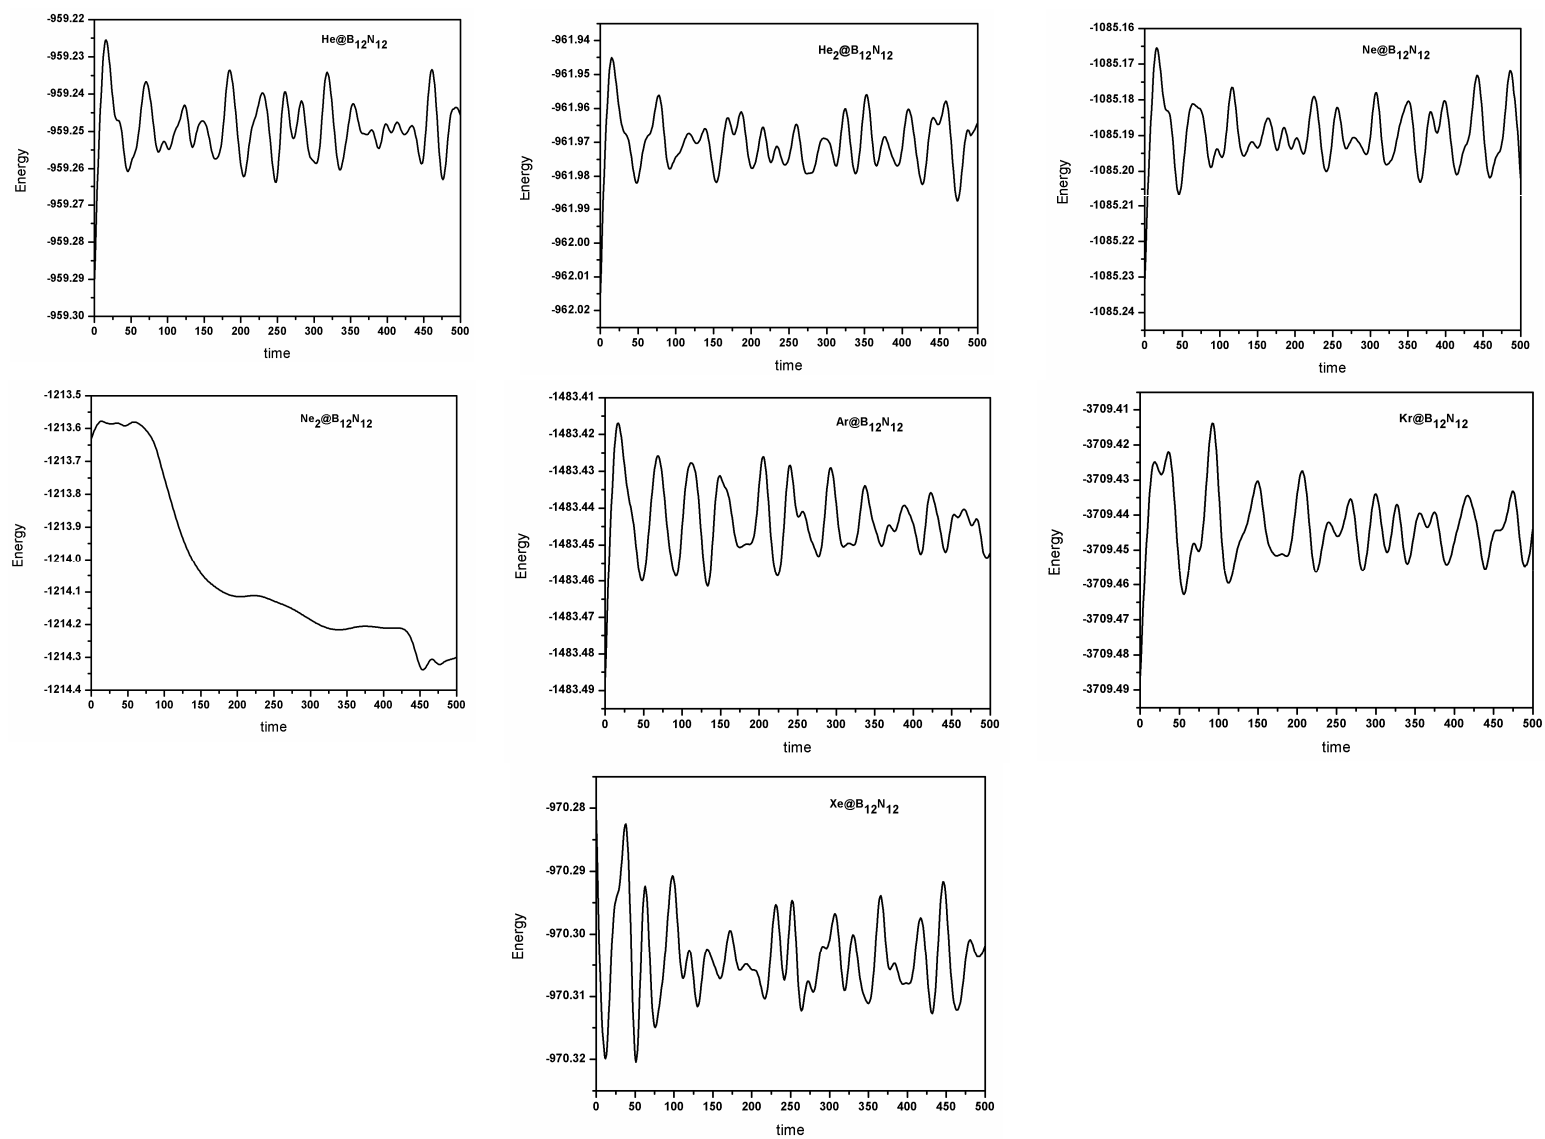 He@B12N12
Energy
-959.22
-959.23
-959.24
-959.25
-959.26
-959.27
-959.28
-959.29
-959.30
0 50 100 150 200 250 300 350 400 450 500
time
He2@B12N12
Energy
-961.94
-961.95
-961.96
-961.97
-961.98
-961.99
-962.00
-962.01
-962.02
0 50 100 150 200 250 300 350 400 450 500
time
Ne@B12N12
Energy
-1085.16
-1085.17
-1085.18
-1085.19
-1085.20
-1085.21
-1085.22
-1085.23
-1085.24
0 50 100 150 200 250 300 350 400 450 500
time
Ne2@B12N12
Energy
-1213.5
-1213.6
-1213.7
-1213.8
-1213.9
-1214.0
-1214.1
-1214.2
-1214.3
-1214.4
0 50 100 150 200 250 300 350 400 450 500
time
Ar@B12N12
Energy
-1483.41
-1483.42
-1483.43
-1483.44
-1483.45
-1483.46
-1483.47
-1483.48
-1483.49
0 50 100 150 200 250 300 350 400 450 500
time
Kr@B12N12
Energy
-3709.41
-3709.42
-3709.43
-3709.44
-3709.45
-3709.46
-3709.47
-3709.48
-3709.49
0 50 100 150 200 250 300 350 400 450 500
time
Xe@B12N12
Energy
-970.28
-970.29
-970.30
-970.31
-970.32
0 50 100 150 200 250 300 350 400 450 500
time